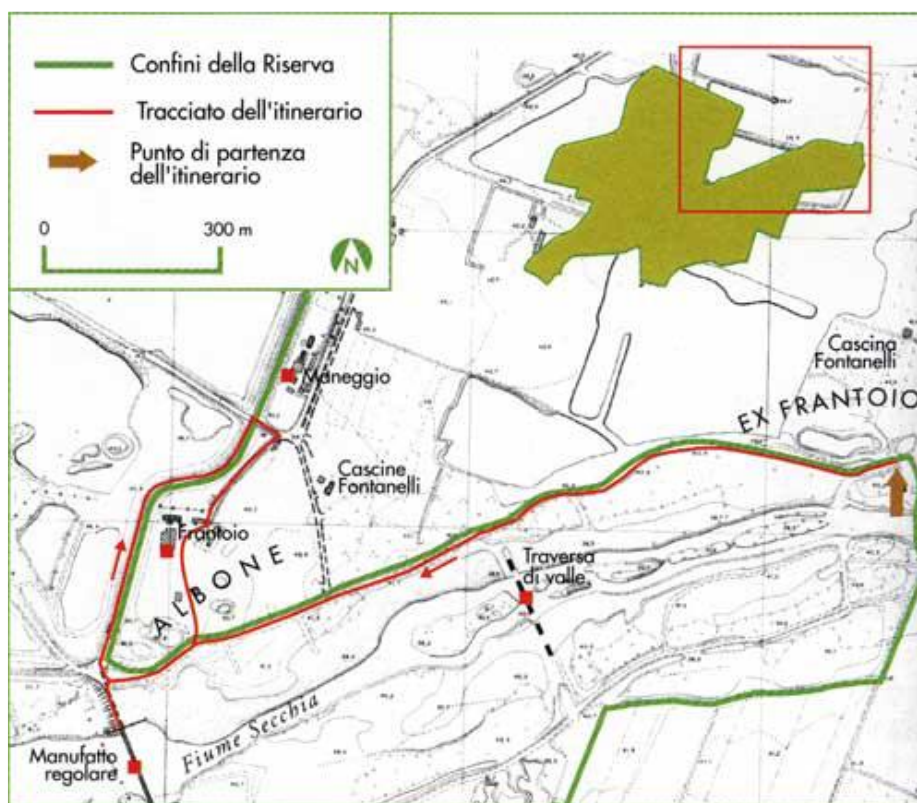 Confini della Riserva
Tracciato dell'itinerario
Punto di partenza
dell'itinerario
0 300 m
N
Cascina
Fontanelli
Maneggio
EX FRANTOIO
Cascine
Fontanelli
Frantoio
ALBONE
Traversa
di valle
Fiume Secchia
Manufatto
regolare